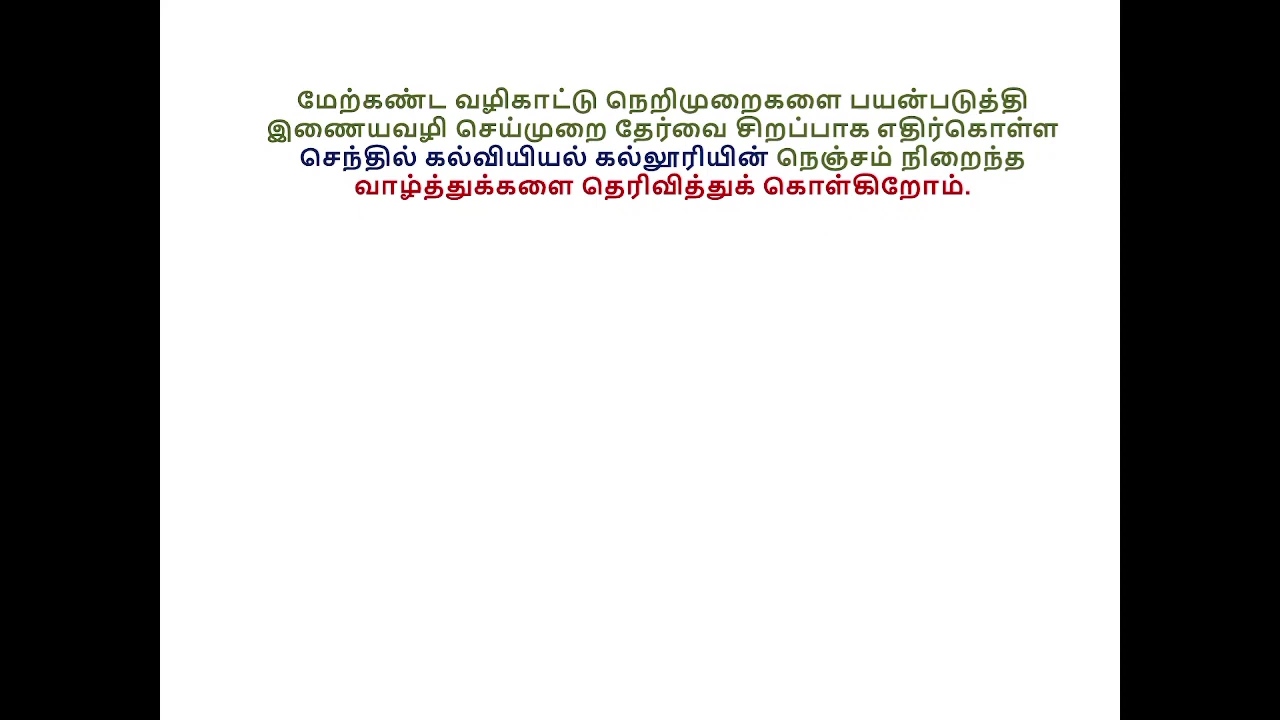 மேற்கண்ட வழிகாட்டு நெறிமுறைகளை பயன்படுத்தி
இணையவழி செய்முறை தேர்வை சிறப்பாக எதிர்கொள்ள
செந்தில் கல்வியியல் கல்லூரியின் நெஞ்சம் நிறைந்த
வாழ்த்துக்களை தெரிவித்துக் கொள்கிறோம்.